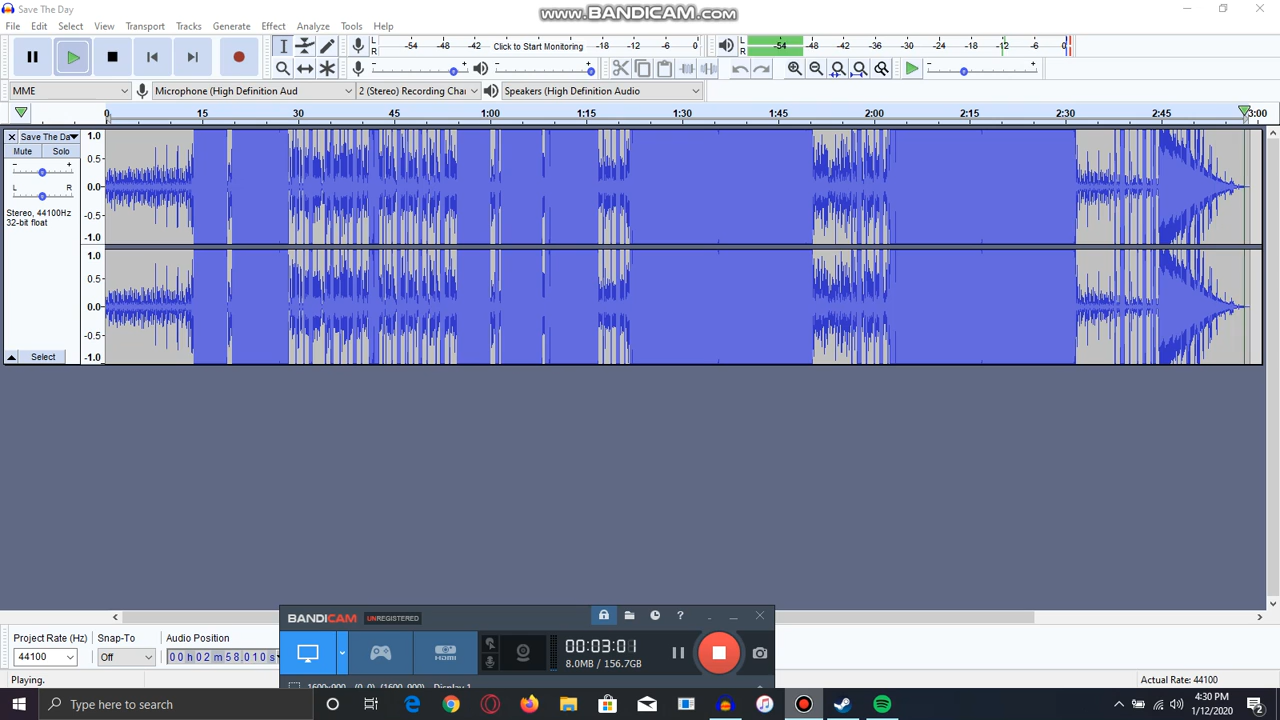 Save The Day
www.BANDICAM.com
File Edit Select View Transport Tracks Generate Effect Analyze Tools Help
L R -54 -48 -42 Click to Start Monitoring -18 -12 -6 0 L R -54 -48 -42 -36 -30 -24 -18 -12 -6 0
MME Microphone (High Definition Aud 2 (Stereo) Recording Chan Speakers (High Definition Audio
0 15 30 45 1:00 1:15 1:30 1:45 2:00 2:15 2:30 2:45 3:00
Save The Da
Mute Solo
- +
L R
Stereo, 44100Hz
32-bit float
Select
1.0
0.5
0.0
-0.5
-1.0
1.0
0.5
0.0
-0.5
-1.0
BANDICAM UNREGISTERED
HDMI
00:03:01
8.0MB / 156.7GB
1600x900 (0, 0), (1600, 900), Display 1
Project Rate (Hz) Snap-To Audio Position
44100 Off 00h02m58.010s
Playing.
Actual Rate: 44100
Type here to search
4:30 PM
1/12/2020
2